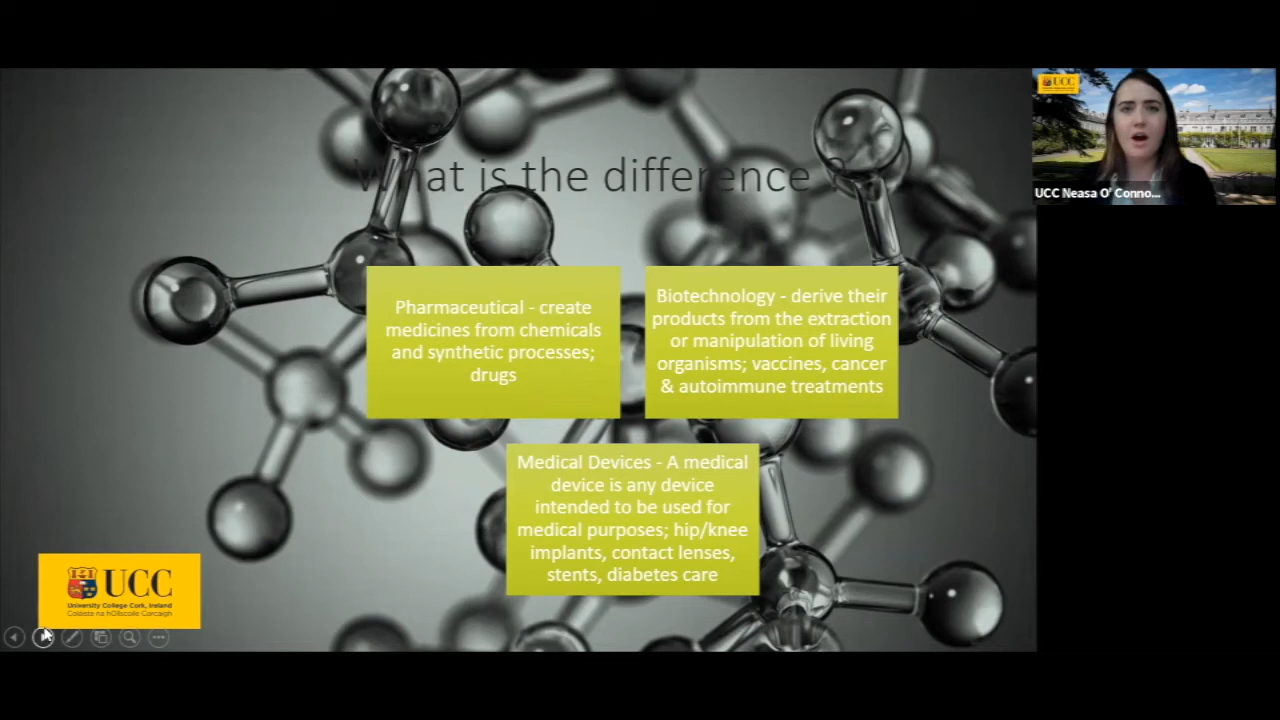 What is the difference ?
UCC
UCC Neasa O' Conno...
Pharmaceutical - create
medicines from chemicals
and synthetic processes;
drugs
Biotechnology - derive their
products from the extraction
or manipulation of living
organisms; vaccines, cancer
& autoimmune treatments
Medical Devices - A medical
device is any device
intended to be used for
medical purposes; hip/knee
implants, contact lenses,
stents, diabetes care
UCC
University College Cork, Ireland
Coláiste na hOllscoile Corcaigh